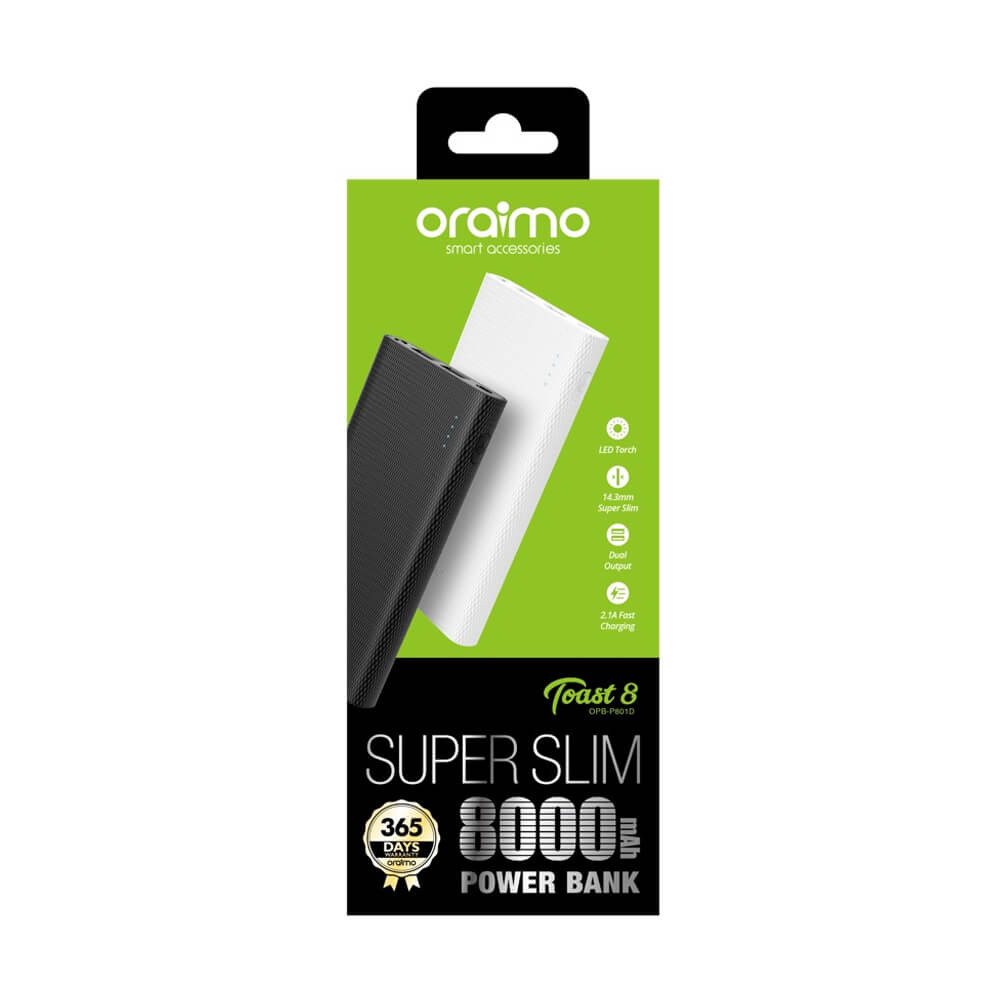 oraimo
smart accessories
LED Torch
14.3mm
Super Slim
Dual
Output
2.1A Fast
Charging
Toast 8
OPB-P801D
SUPER SLIM
365
DAYS
WARRANTY
oraimo
8000mAh
POWER BANK